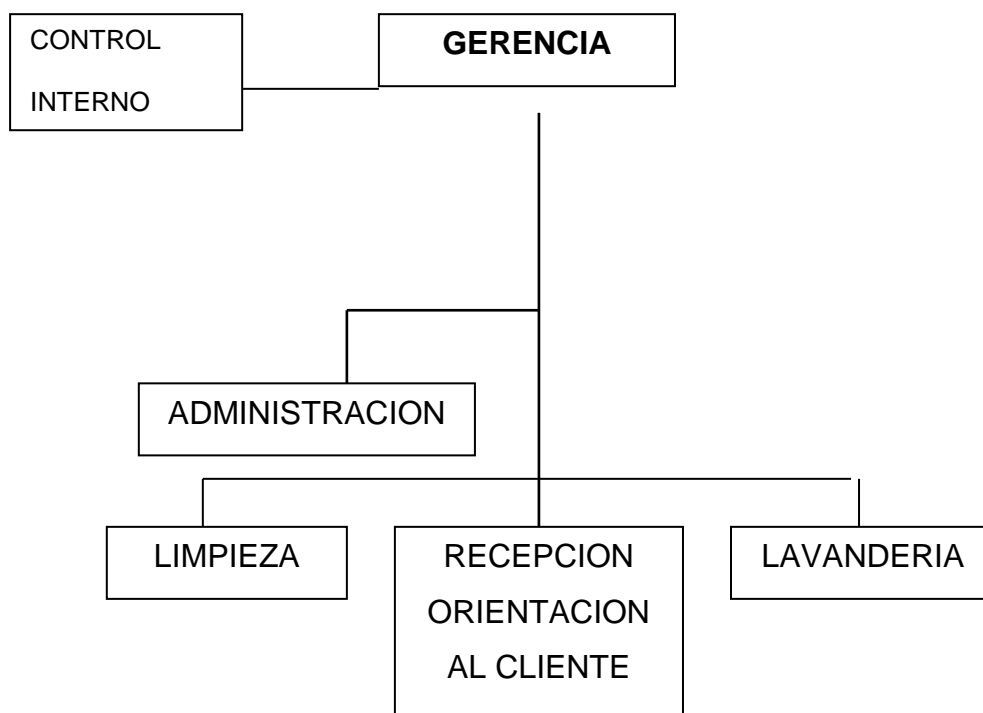 CONTROL
INTERNO
GERENCIA
ADMINISTRACION
LIMPIEZA
RECEPCION
ORIENTACION
AL CLIENTE
LAVANDERIA